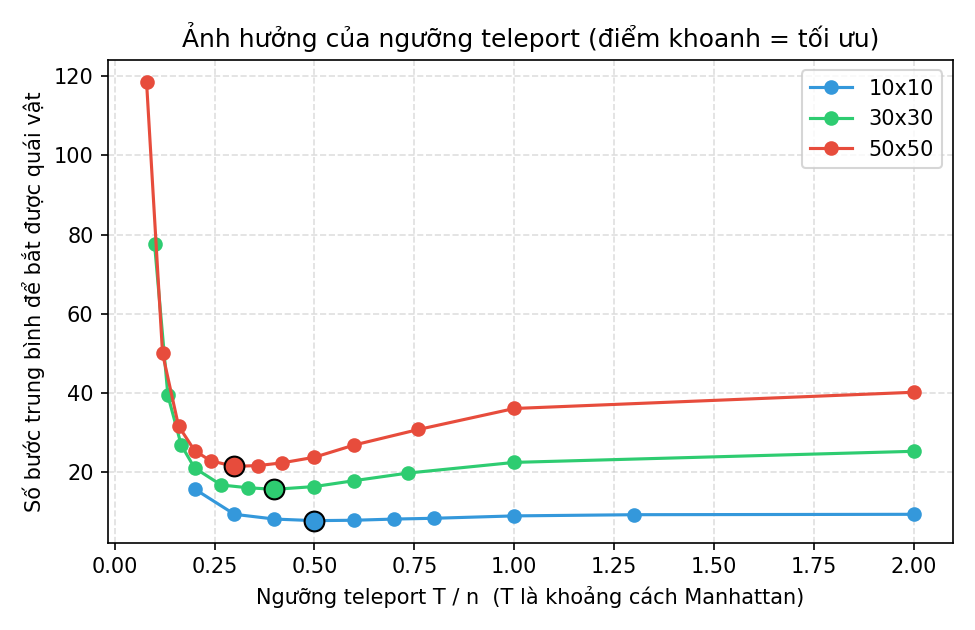 Ảnh hưởng của ngưỡng teleport (điểm khoanh = tối ưu)
Số bước trung bình để bắt được quái vật
120
100
80
60
40
20
10x10
30x30
50x50
0.00 0.25 0.50 0.75 1.00 1.25 1.50 1.75 2.00
Ngưỡng teleport T / n (T là khoảng cách Manhattan)